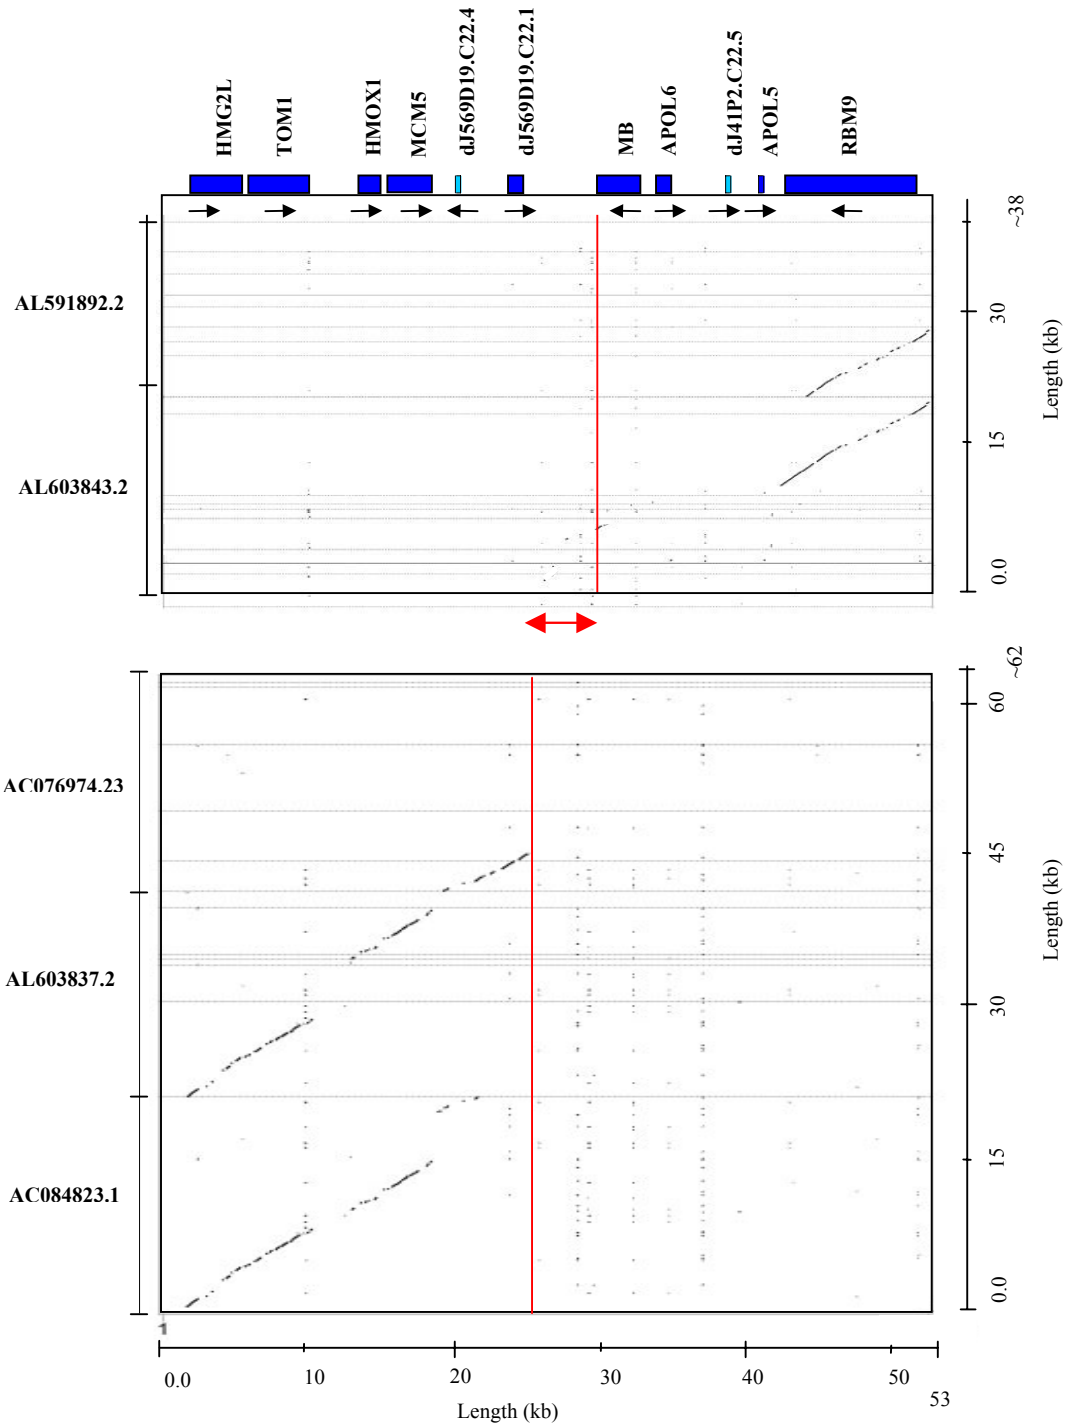 HMG2L
TOM1
HMOX1
MCM5
dJ569D19.C22.4
dJ569D19.C22.1
MB
APOL6
dJ41P2.C22.5
APOL5
RBM9
AL591892.2
AL603843.2
~38
30
15
0.0
Length (kb)
AC076974.23
AL603837.2
AC084823.1
~62
60
45
30
15
0.0
Length (kb)
1
0.0
10
20
30
40
50
53
Length (kb)